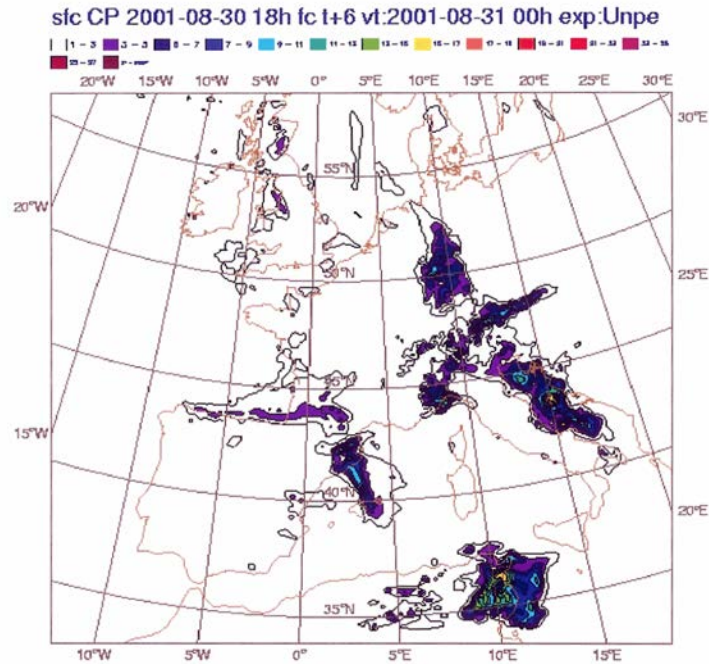 sfc CP 2001-08-30 18h fc t+6 vt:2001-08-31 00h exp:Unpe
1 - 3 3 - 5 5 - 7 7 - 9 9 - 11 11 - 13 13 - 15 15 - 17 17 - 19 19 - 21
20°W 15°W 10°W 5°W 0° 5°E 10°E 15°E 20°E 25°E 30°E
30°E
55°N
20°W
50°N
25°E
45°N
15°W
40°N
20°E
35°N
10°W 5°W 0° 5°E 10°E 15°E